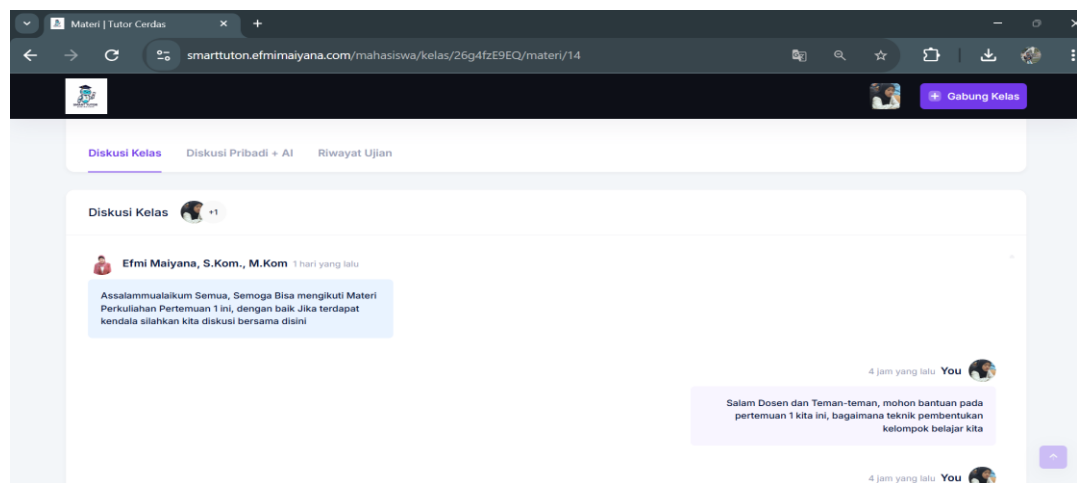 Materi | Tutor Cerdas
smarttuton.efmimaiyana.com/mahasiswa/kelas/26g4fzE9EQ/materi/14
Gabung Kelas
Diskusi Kelas Diskusi Pribadi + AI Riwayat Ujian
Diskusi Kelas +1
Efmi Maiyana, S.Kom., M.Kom 1 hari yang lalu
Assalammualaikum Semua, Semoga Bisa mengikuti Materi
Perkuliahan Pertemuan 1 ini, dengan baik Jika terdapat
kendala silahkan kita diskusi bersama disini
4 jam yang lalu You
Salam Dosen dan Teman-teman, mohon bantuan pada
pertemuan 1 kita ini, bagaimana teknik pembentukan
kelompok belajar kita
4 jam yang lalu You